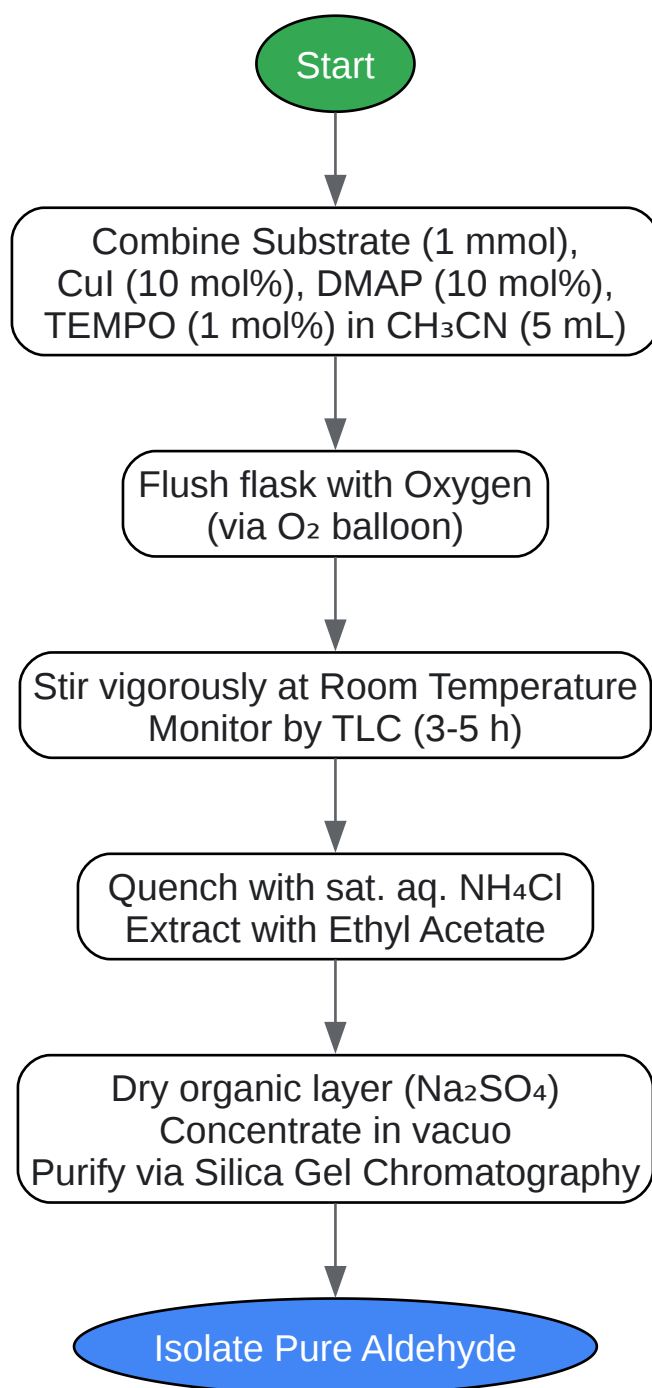 Start
Combine Substrate (1 mmol),
CuI (10 mol%), DMAP (10 mol%),
TEMPO (1 mol%) in CH₃CN (5 mL)
Flush flask with Oxygen
(via O₂ balloon)
Stir vigorously at Room Temperature
Monitor by TLC (3-5 h)
Quench with sat. aq. NH₄Cl
Extract with Ethyl Acetate
Dry organic layer (Na₂SO₄)
Concentrate in vacuo
Purify via Silica Gel Chromatography
Isolate Pure Aldehyde